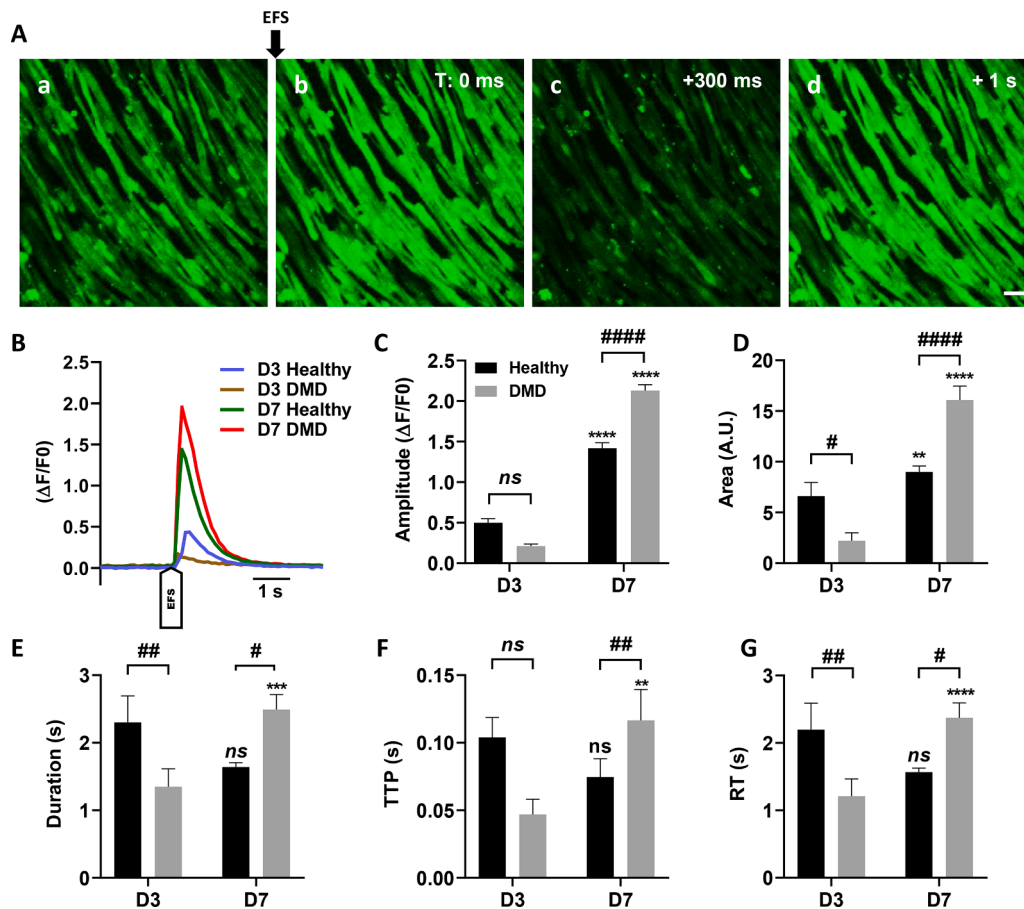 EFS
A
a
b
T: 0 ms
c
+300 ms
d
+ 1 s
B
2.5
2.0
1.5
1.0
0.5
0.0
(ΔF/F0)
D3 Healthy
D3 DMD
D7 Healthy
D7 DMD
EFS
1 s
C
2.5
2.0
1.5
1.0
0.5
0.0
Amplitude (ΔF/F0)
Healthy
DMD
ns
####
****
****
D3
D7
D
20
15
10
5
0
Area (A.U.)
#
####
**
****
D3
D7
E
3
2
1
0
Duration (s)
##
#
ns
***
D3
D7
F
0.15
0.10
0.05
0.00
TTP (s)
ns
##
ns
**
D3
D7
G
3
2
1
0
RT (s)
##
#
ns
****
D3
D7